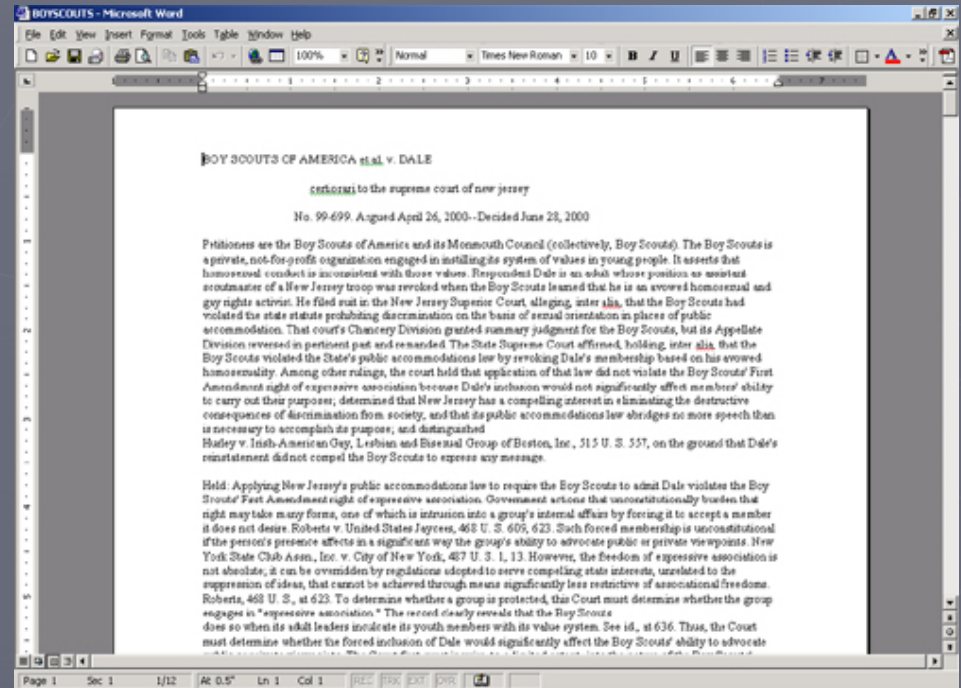 BOYSCOUTS - Microsoft Word
File Edit View Insert Format Tools Table Window Help
100% Normal Times New Roman 10 B I U
BOY SCOUTS OF AMERICA et al. v. DALE
certiorari to the supreme court of new jersey
No. 99-699. Argued April 26, 2000--Decided June 28, 2000
Petitioners are the Boy Scouts of America and its Monmouth Council (collectively, Boy Scouts). The Boy Scouts is
a private, not-for-profit organization engaged in instilling its system of values in young people. It asserts that
homosexual conduct is inconsistent with those values. Respondent Dale is an adult whose position as assistant
scoutmaster of a New Jersey troop was revoked when the Boy Scouts learned that he is an avowed homosexual and
gay rights activist. He filed suit in the New Jersey Superior Court, alleging, inter alia, that the Boy Scouts had
violated the state statute prohibiting discrimination on the basis of sexual orientation in places of public
accommodation. That court's Chancery Division granted summary judgment for the Boy Scouts, but its Appellate
Division reversed in pertinent part and remanded. The State Supreme Court affirmed, holding, inter alia, that the
Boy Scouts violated the State's public accommodations law by revoking Dale's membership based on his avowed
homosexuality. Among other rulings, the court held that application of that law did not violate the Boy Scouts' First
Amendment right of expressive association because Dale's inclusion would not significantly affect members' ability
to carry out their purposes; determined that New Jersey has a compelling interest in eliminating the destructive
consequences of discrimination from society, and that its public accommodations law abridges no more speech than
is necessary to accomplish its purpose; and distinguished
Hurley v. Irish-American Gay, Lesbian and Bisexual Group of Boston, Inc., 515 U. S. 557, on the ground that Dale's
reinstatement did not compel the Boy Scouts to express any message.
Held: Applying New Jersey's public accommodations law to require the Boy Scouts to admit Dale violates the Boy
Scouts' First Amendment right of expressive association. Government actions that unconstitutionally burden that
right may take many forms, one of which is intrusion into a group's internal affairs by forcing it to accept a member
it does not desire. Roberts v. United States Jaycees, 468 U. S. 609, 623. Such forced membership is unconstitutional
if the person's presence affects in a significant way the group's ability to advocate public or private viewpoints. New
York State Club Assn., Inc. v. City of New York, 487 U. S. 1, 13. However, the freedom of expressive association is
not absolute; it can be overridden by regulations adopted to serve compelling state interests, unrelated to the
suppression of ideas, that cannot be achieved through means significantly less restrictive of associational freedoms.
Roberts, 468 U. S., at 623. To determine whether a group is protected, this Court must determine whether the group
engages in "expressive association." The record clearly reveals that the Boy Scouts
does so when its adult leaders inculcate its youth members with its value system. See id., at 636. Thus, the Court
must determine whether the forced inclusion of Dale would significantly affect the Boy Scouts' ability to advocate
Page 1 Sec 1 1/12 At 0.5" Ln 1 Col 1 REC TRK EXT OVR